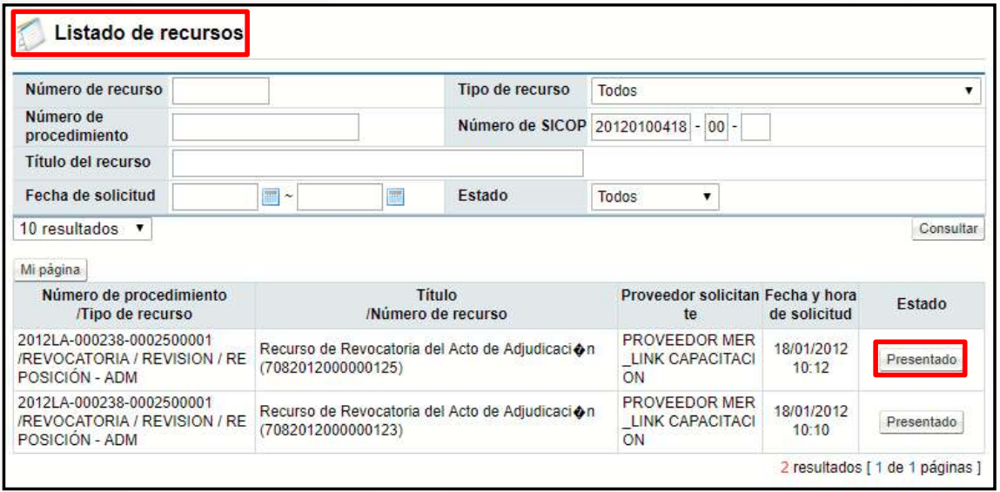 Listado de recursos
Número de recurso Tipo de recurso Todos
Número de procedimiento Número de SICOP 20120100418 - 00 -
Título del recurso
Fecha de solicitud ~ Estado Todos
10 resultados Consultar
Mi página
Número de procedimiento Título Proveedor solicitan Fecha y hora Estado
/Tipo de recurso /Número de recurso te de solicitud
2012LA-000238-0002500001 Recurso de Revocatoria del Acto de Adjudicaci�n PROVEEDOR MER 18/01/2012 Presentado
/REVOCATORIA / REVISION / RE (7082012000000125) _LINK CAPACITACI 10:12
POSICIÓN - ADM ON
2012LA-000238-0002500001 Recurso de Revocatoria del Acto de Adjudicaci�n PROVEEDOR MER 18/01/2012 Presentado
/REVOCATORIA / REVISION / RE (7082012000000123) _LINK CAPACITACI 10:10
POSICIÓN - ADM ON
2 resultados [ 1 de 1 páginas ]